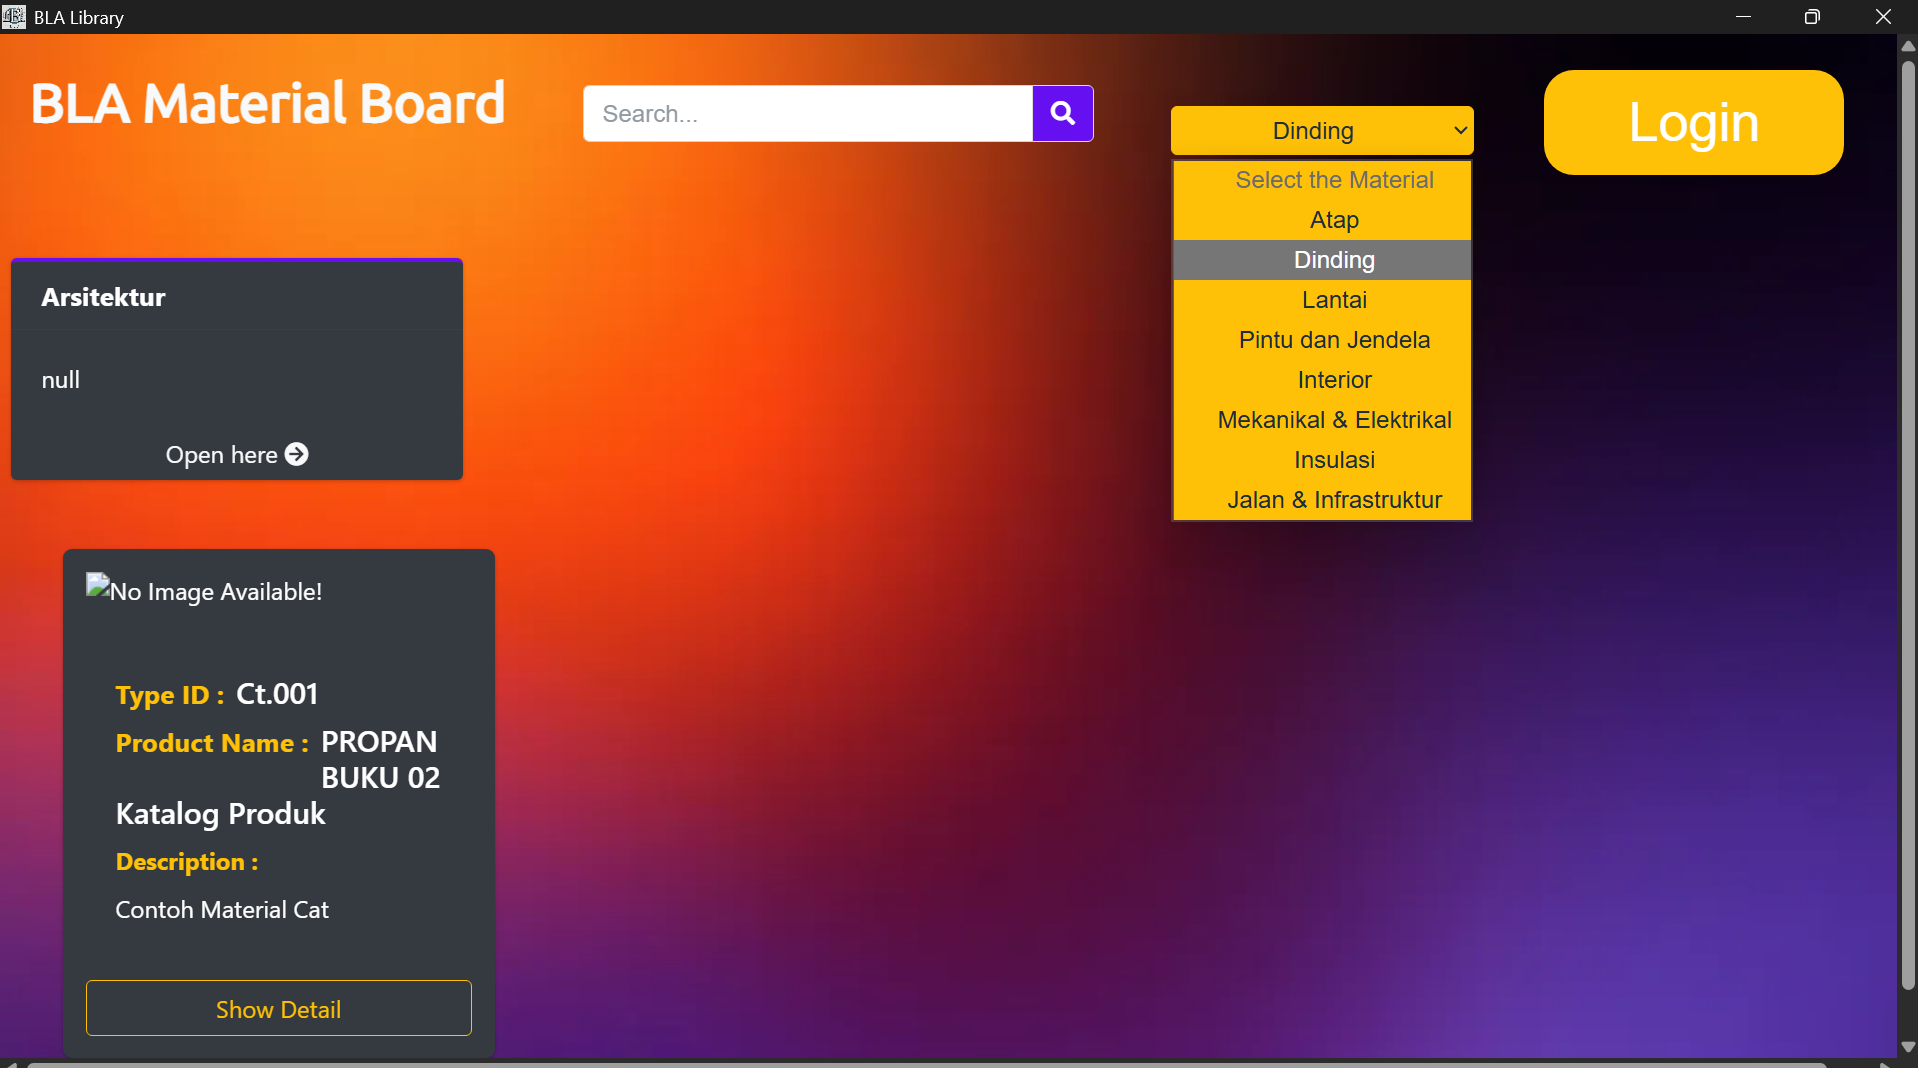 BLA Library
BLA Material Board
Search...
Dinding
Login
Select the Material
Atap
Dinding
Lantai
Pintu dan Jendela
Interior
Mekanikal & Elektrikal
Insulasi
Jalan & Infrastruktur
Arsitektur
null
Open here
No Image Available!
Type ID : Ct.001
Product Name : PROPAN
BUKU 02
Katalog Produk
Description :
Contoh Material Cat
Show Detail